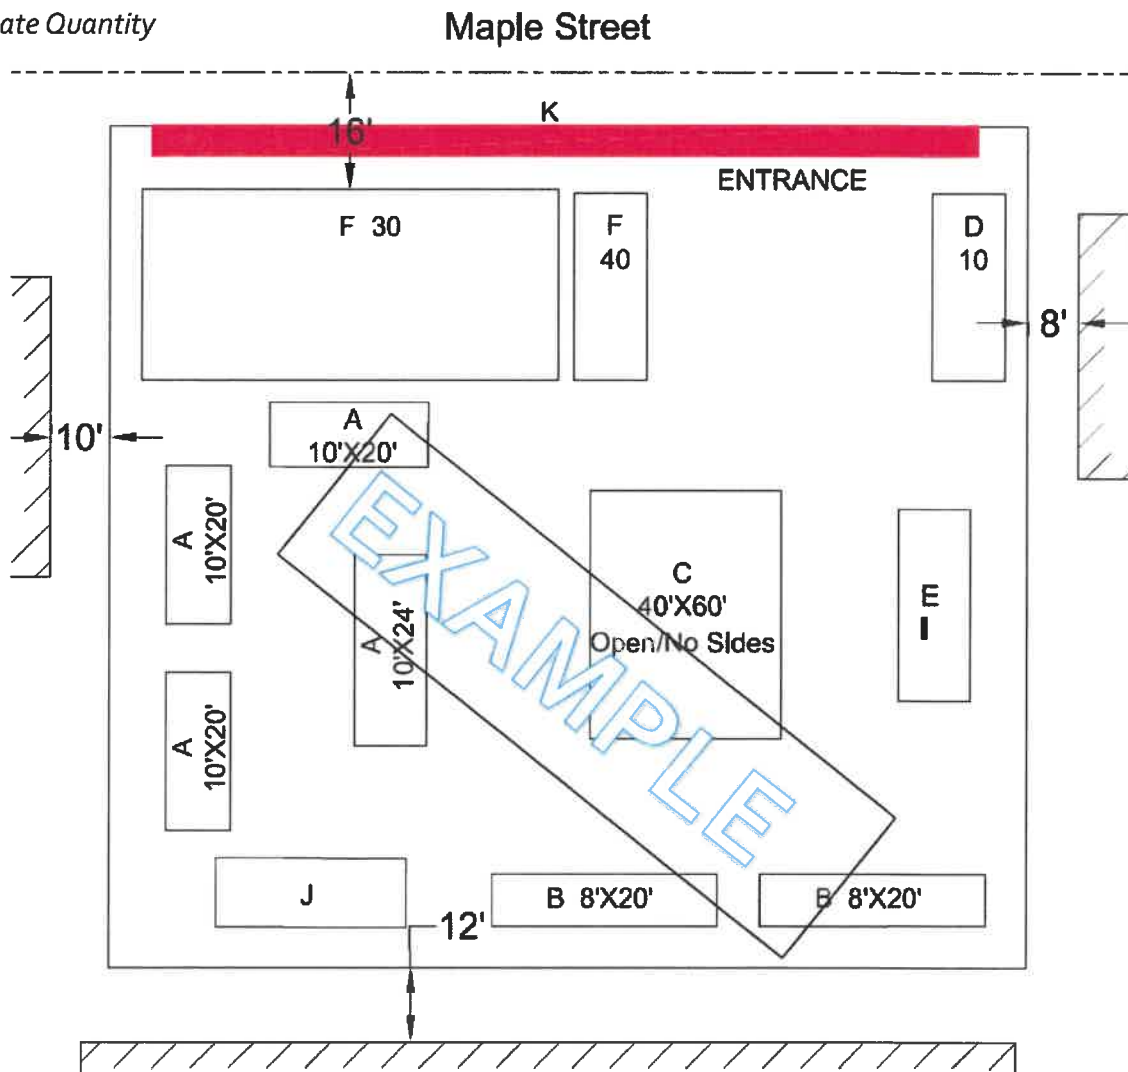 ate Quantity
Maple Street
K
16'
ENTRANCE
F 30
F
40
D
10
8'
10'
A
10'X20'
A
10'X20'
A
10'X24'
C
40'X60'
Open/No Sides
E
I
A
10'X20'
EXAMPLE
J
B 8'X20'
B 8'X20'
12'